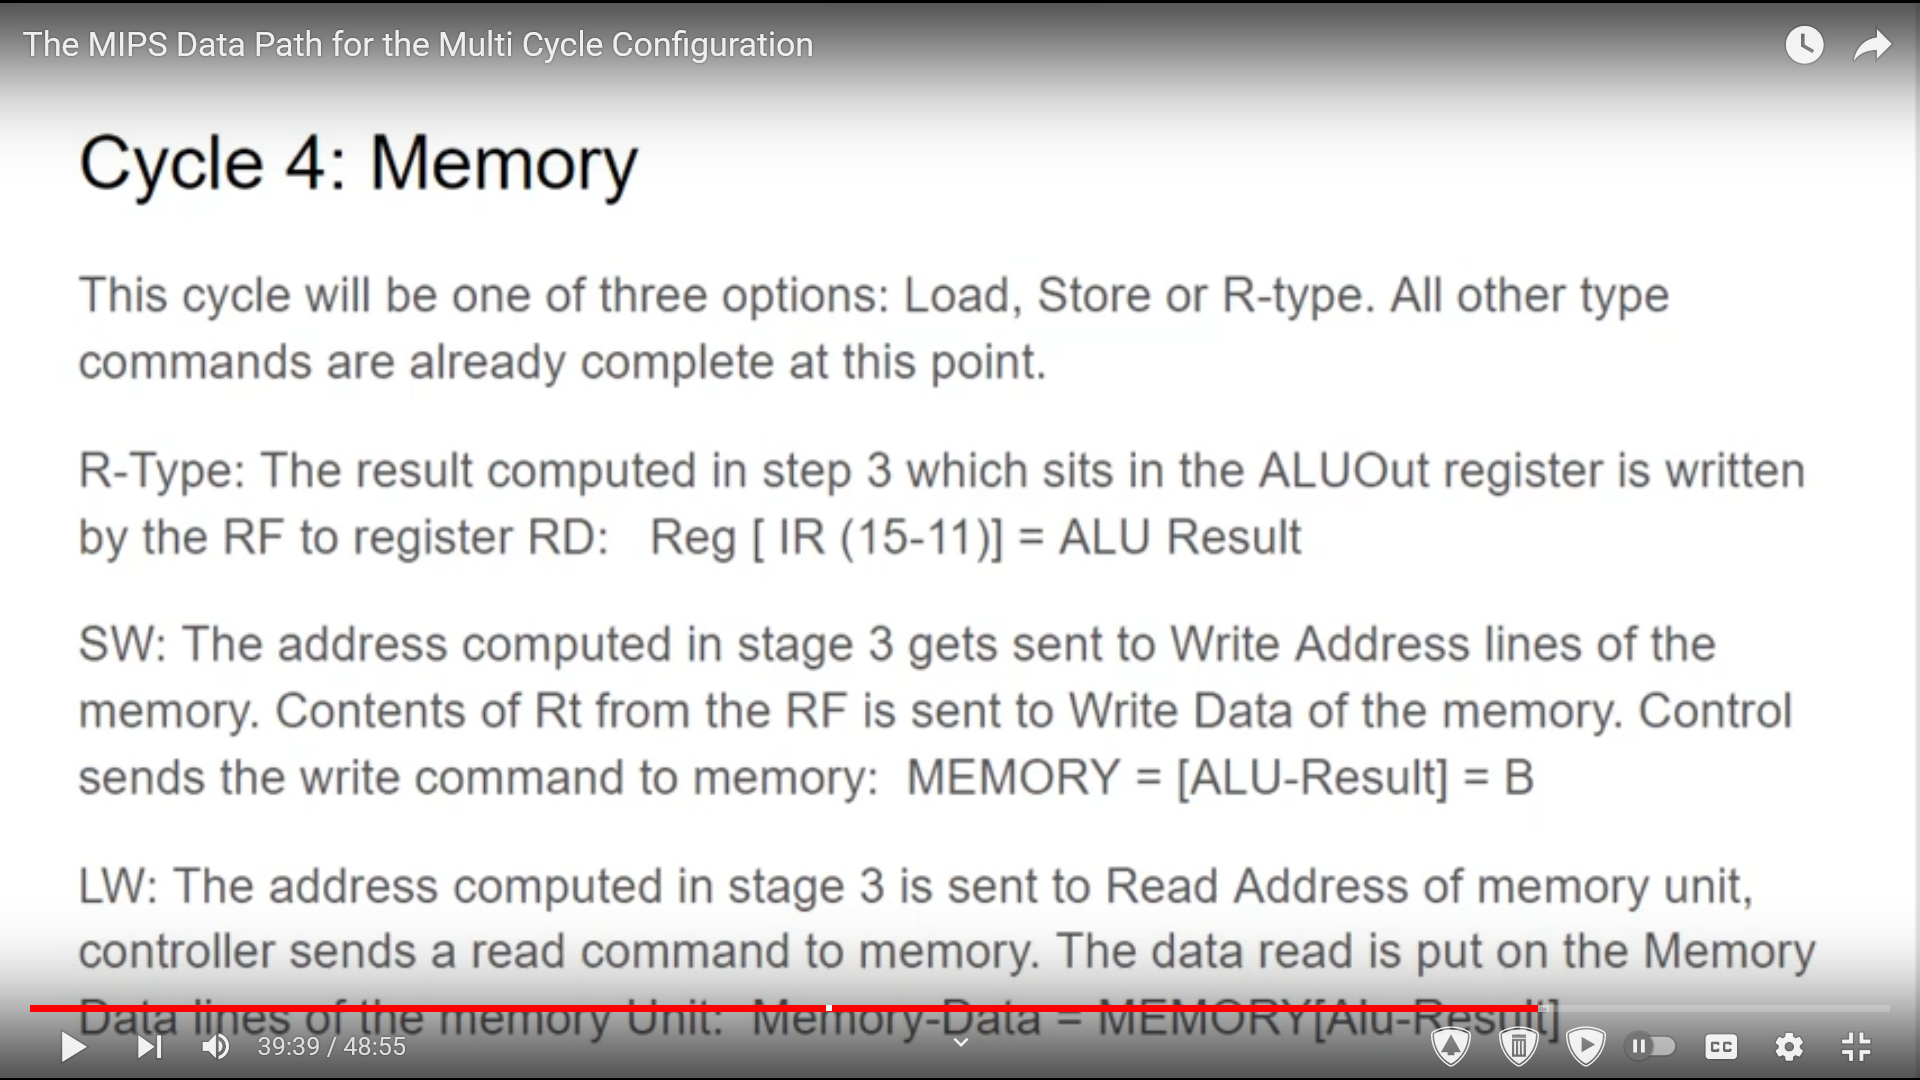 The MIPS Data Path for the Multi Cycle Configuration
Cycle 4: Memory
This cycle will be one of three options: Load, Store or R-type. All other type
commands are already complete at this point.
R-Type: The result computed in step 3 which sits in the ALUOut register is written
by the RF to register RD: Reg [ IR (15-11)] = ALU Result
SW: The address computed in stage 3 gets sent to Write Address lines of the
memory. Contents of Rt from the RF is sent to Write Data of the memory. Control
sends the write command to memory: MEMORY = [ALU-Result] = B
LW: The address computed in stage 3 is sent to Read Address of memory unit,
controller sends a read command to memory. The data read is put on the Memory
Data lines of the memory Unit: Memory-Data = MEMORY[Alu-Result]
39:39 / 48:55
CC